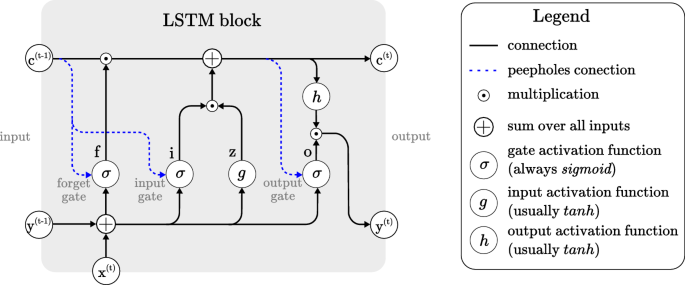 LSTM block
c(t-1)
c(t)
h
input
output
f
i
z
o
σ
σ
g
σ
forget
gate
input
gate
output
gate
y(t-1)
y(t)
x(t)
Legend
connection
peepholes conection
multiplication
sum over all inputs
σ
gate activation function
(always sigmoid)
g
input activation function
(usually tanh)
h
output activation function
(usually tanh)